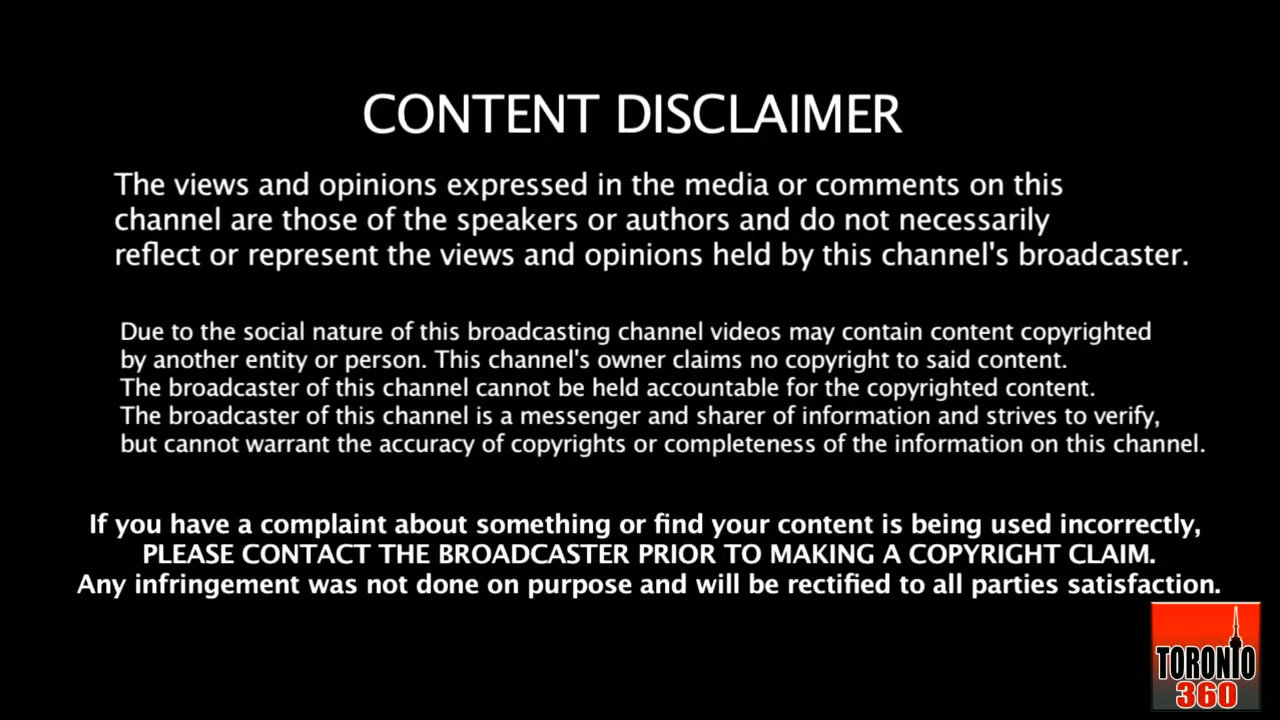 CONTENT DISCLAIMER
The views and opinions expressed in the media or comments on this
channel are those of the speakers or authors and do not necessarily
reflect or represent the views and opinions held by this channel's broadcaster.
Due to the social nature of this broadcasting channel videos may contain content copyrighted
by another entity or person. This channel's owner claims no copyright to said content.
The broadcaster of this channel cannot be held accountable for the copyrighted content.
The broadcaster of this channel is a messenger and sharer of information and strives to verify,
but cannot warrant the accuracy of copyrights or completeness of the information on this channel.
If you have a complaint about something or find your content is being used incorrectly,
PLEASE CONTACT THE BROADCASTER PRIOR TO MAKING A COPYRIGHT CLAIM.
Any infringement was not done on purpose and will be rectified to all parties satisfaction.
TORONTO
360